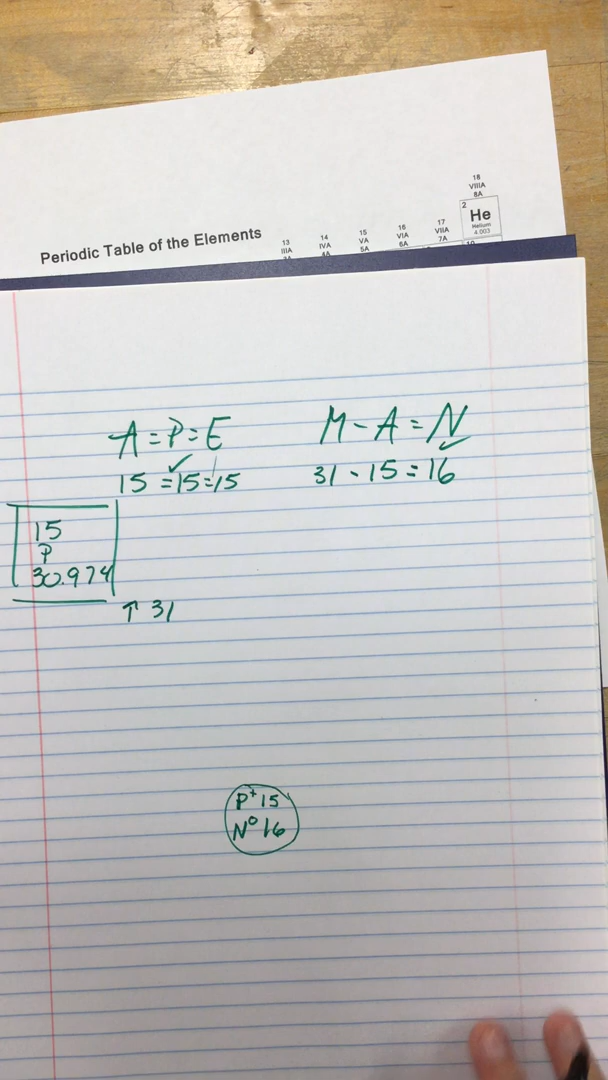 18
VIIIA
8A
2
He
Helium
4.003
17
VIIA
7A
16
VIA
6A
15
VA
5A
14
IVA
4A
13
IIIA
Periodic Table of the Elements
A=P=E
15=15=15
M-A=N
31-15=16
15
P
30.974
↑31
P+ 15
N° 16